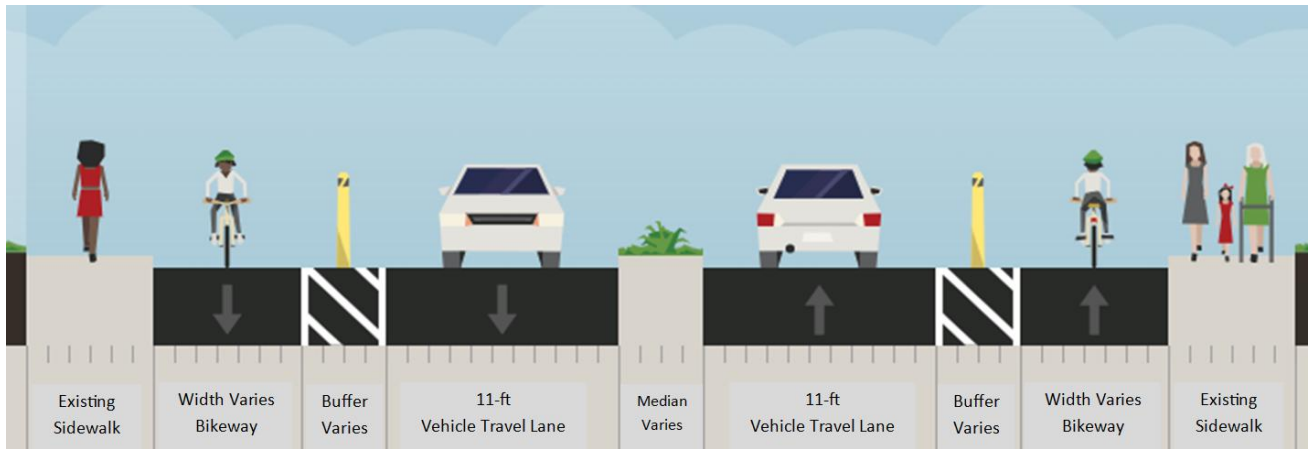 Existing
Sidewalk
Width Varies
Bikeway
Buffer
Varies
11-ft
Vehicle Travel Lane
Median
Varies
11-ft
Vehicle Travel Lane
Buffer
Varies
Width Varies
Bikeway
Existing
Sidewalk